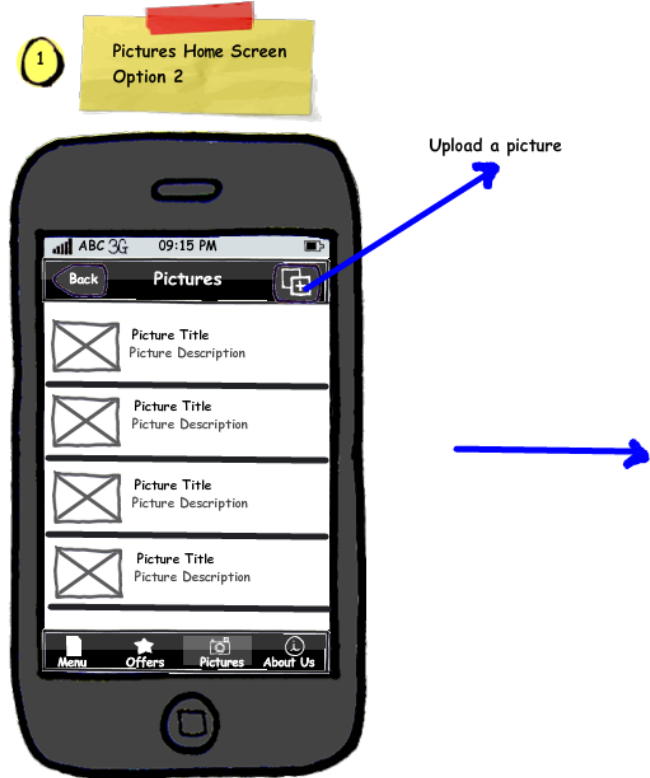 1
Pictures Home Screen
Option 2
Upload a picture
ABC 3G 09:15 PM
Back Pictures
Picture Title
Picture Description
Picture Title
Picture Description
Picture Title
Picture Description
Picture Title
Picture Description
Menu Offers Pictures About Us